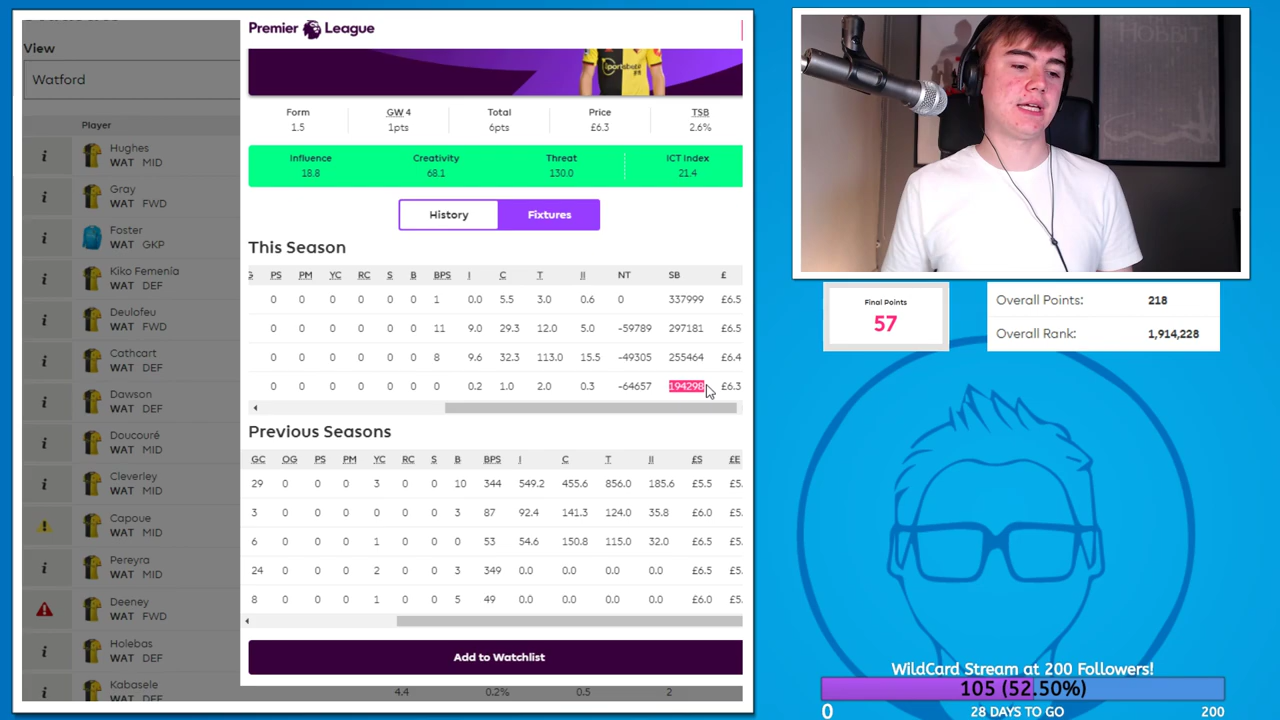 View
Watford
Player
Hughes
WAT MID
Gray
WAT FWD
Foster
WAT GKP
Kiko Femenía
WAT DEF
Deulofeu
WAT FWD
Cathcart
WAT DEF
Dawson
WAT DEF
Doucouré
WAT MID
Cleverley
WAT MID
Capoue
WAT MID
Pereyra
WAT MID
Deeney
WAT FWD
Holebas
WAT DEF
Kabasele
Premier League
Form GW 4 Total Price TSB
1.5 1pts 6pts £6.3 2.6%
Influence Creativity Threat ICT Index
18.8 68.1 130.0 21.4
History Fixtures
This Season
PS PM YC RC S B BPS I C T II NT SB £
0 0 0 0 0 0 1 0.0 5.5 3.0 0.6 0 337999 £6.5
0 0 0 0 0 0 11 9.0 29.3 12.0 5.0 -59789 297181 £6.5
0 0 0 0 0 0 8 9.6 32.3 113.0 15.5 -49305 255464 £6.4
0 0 0 0 0 0 0 0.2 1.0 2.0 0.3 -64657 194298 £6.3
Previous Seasons
GC OG PS PM YC RC S B BPS I C T II £S £E
29 0 0 0 3 0 0 10 344 549.2 455.6 856.0 185.6 £5.5 £5.
3 0 0 0 0 0 0 3 87 92.4 141.3 124.0 35.8 £6.0 £5.
6 0 0 0 1 0 0 0 53 54.6 150.8 115.0 32.0 £6.5 £5.
24 0 0 0 2 0 0 3 349 0.0 0.0 0.0 0.0 £6.5 £5.
8 0 0 0 1 0 0 5 49 0.0 0.0 0.0 0.0 £6.0 £5.
Add to Watchlist
4.4 0.2% 0.5 2
Final Points
57
Overall Points: 218
Overall Rank: 1,914,228
WildCard Stream at 200 Followers!
105 (52.50%)
0 28 DAYS TO GO 200